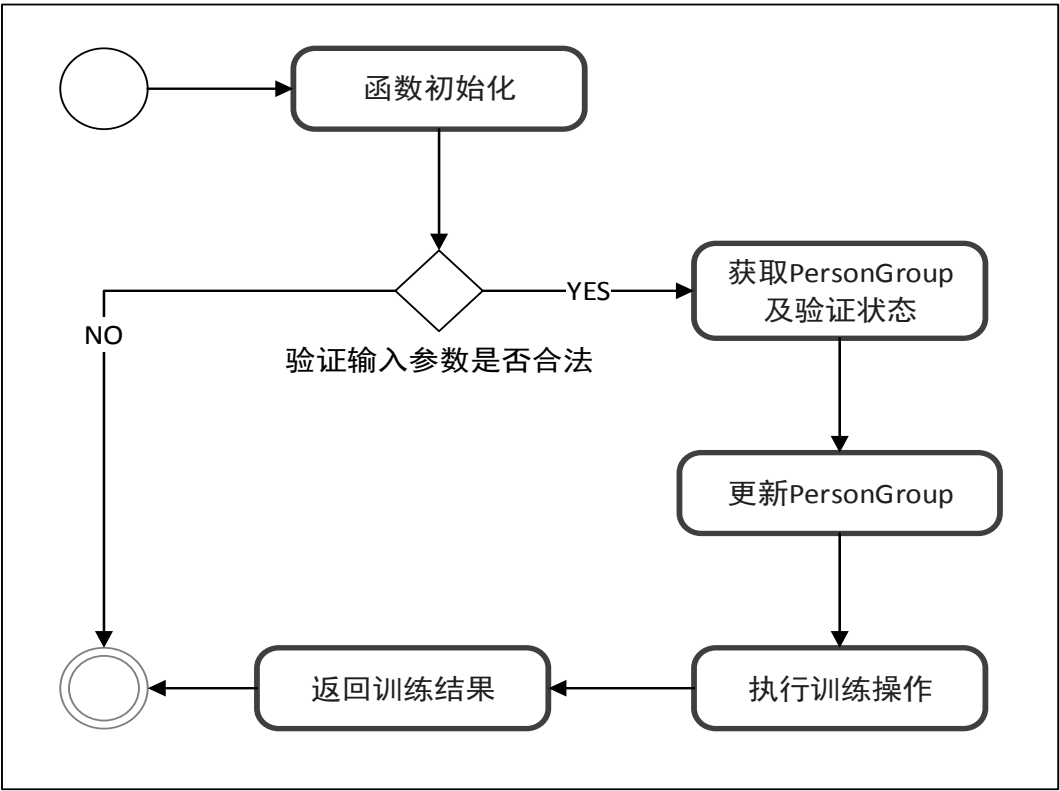 函数初始化
YES
获取PersonGroup
及验证状态
NO
验证输入参数是否合法
更新PersonGroup
返回训练结果
执行训练操作